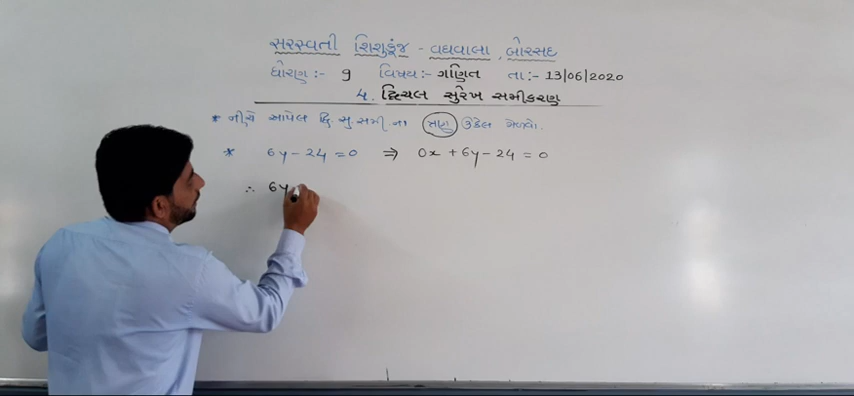 સરસ્વતી શિશુકુંજ - વઘવાલા, બોરસદ
ધોરણ:- 9 વિષય:- ગણિત તા:- 13/06/2020
4. દ્વિચલ સુરેખ સમીકરણ
* નીચે આપેલ દ્વિ. સુ. સમી. ના ત્રણ ઉકેલ મેળવો.
* 6y - 24 = 0 ⇒ 0x + 6y - 24 = 0
∴ 6y